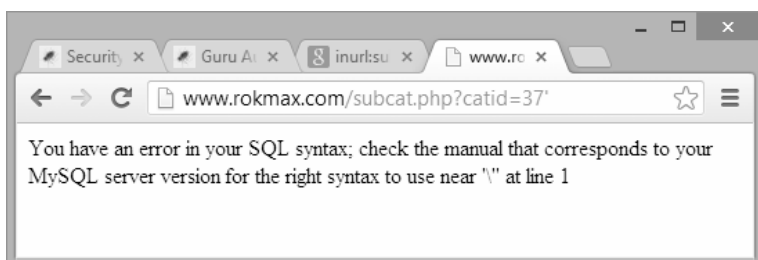 Security
Guru Au
inurl:su
www.ro
www.rokmax.com/subcat.php?catid=37'
You have an error in your SQL syntax; check the manual that corresponds to your
MySQL server version for the right syntax to use near '\'' at line 1